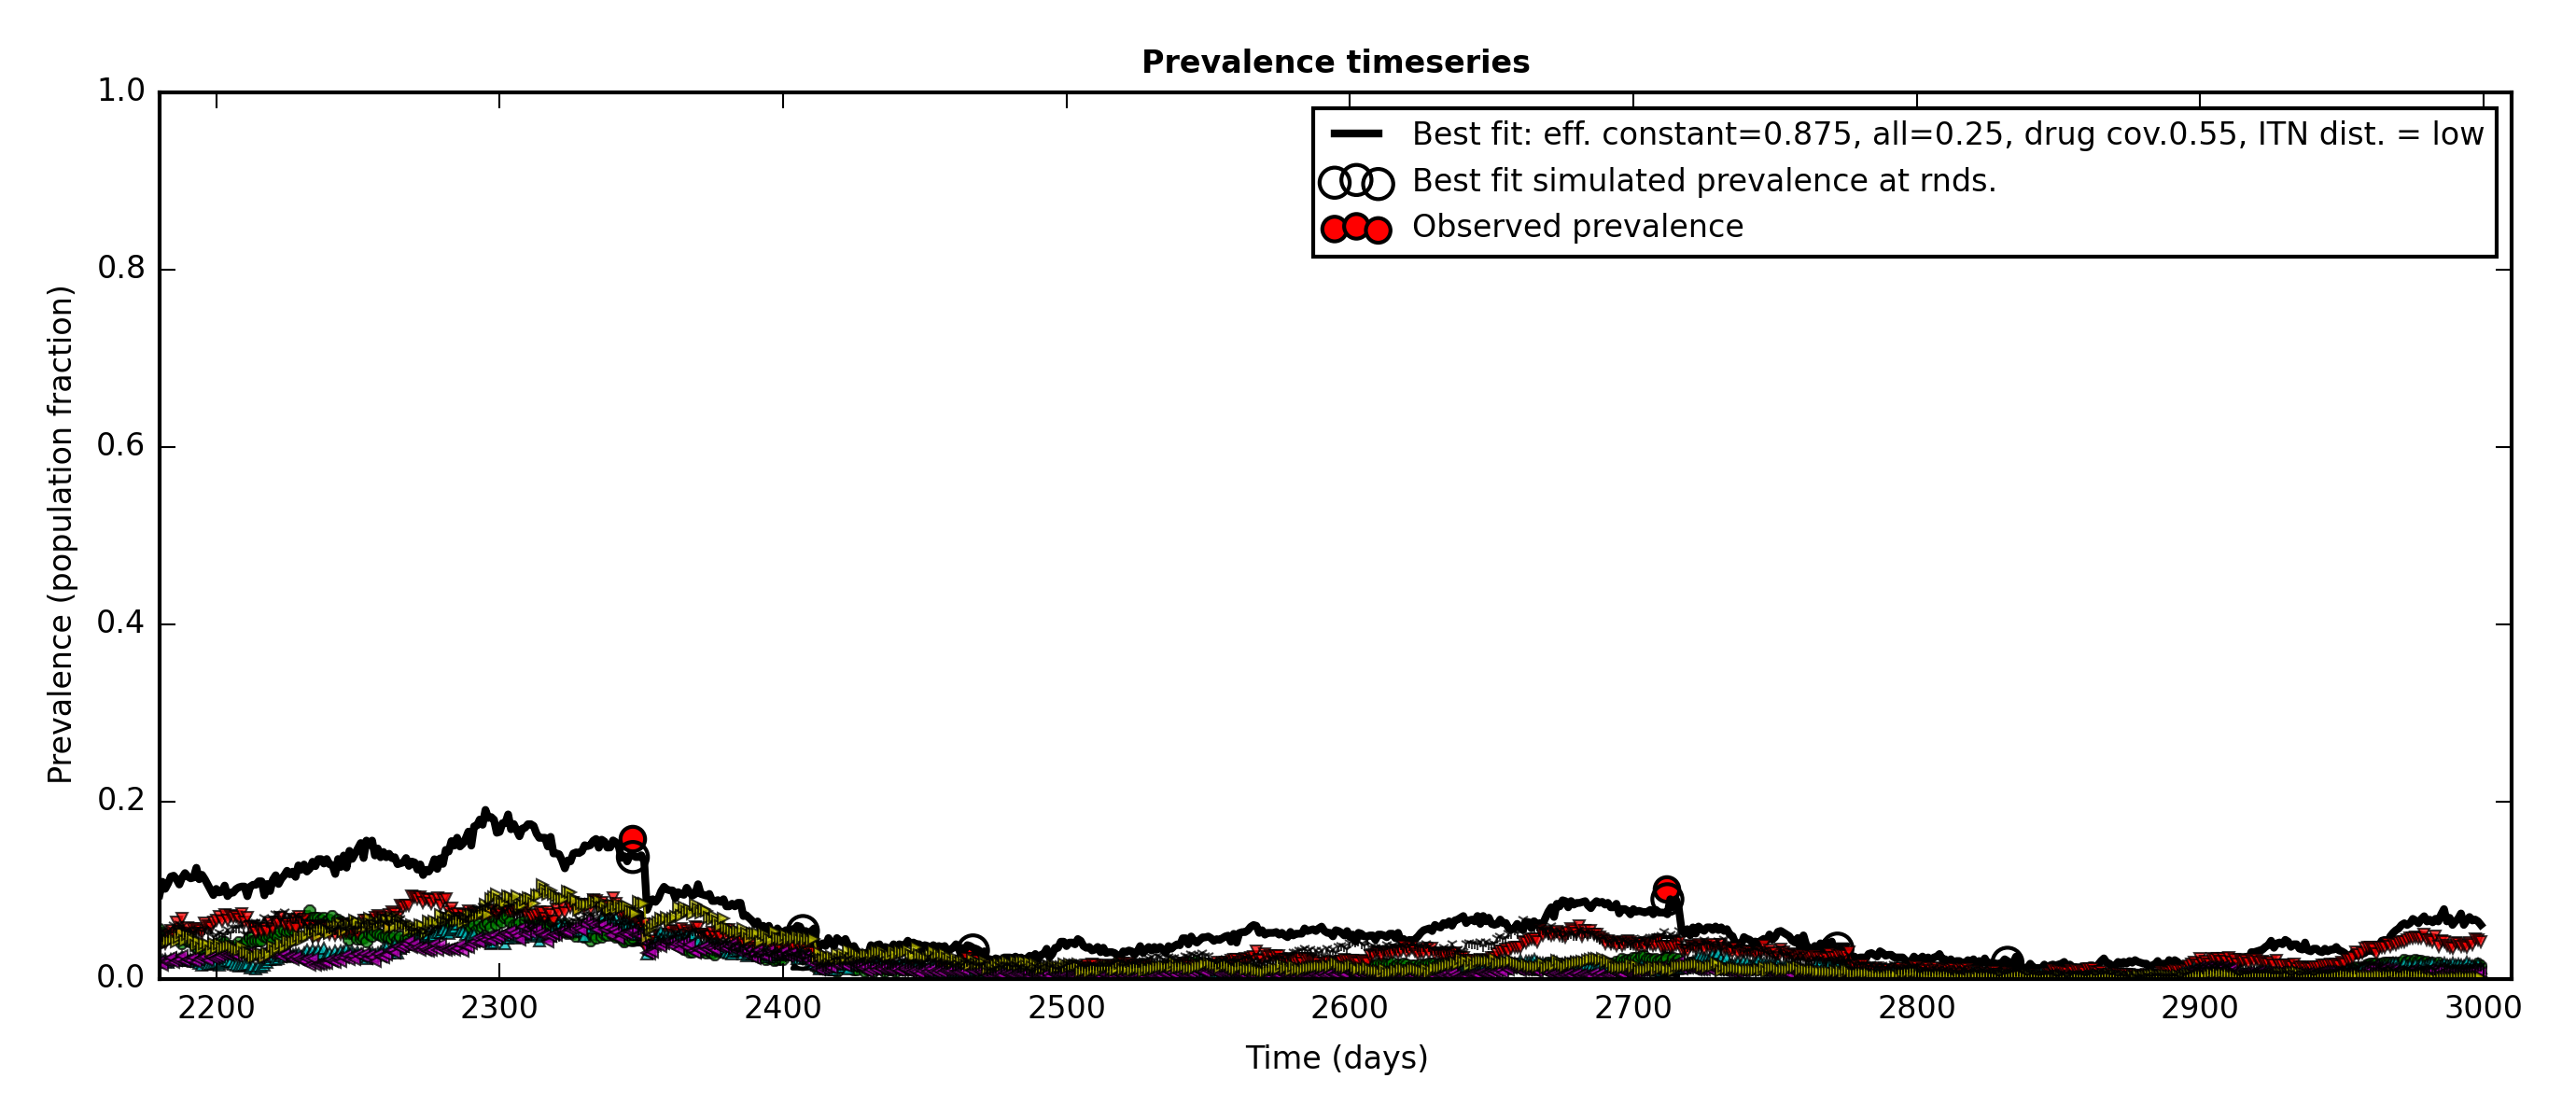 Prevalence timeseries
Best fit: eff. constant=0.875, all=0.25, drug cov.0.55, ITN dist. = low
Best fit simulated prevalence at rnds.
Observed prevalence
Prevalence (population fraction)
1.0
0.8
0.6
0.4
0.2
0.0
2200 2300 2400 2500 2600 2700 2800 2900 3000
Time (days)